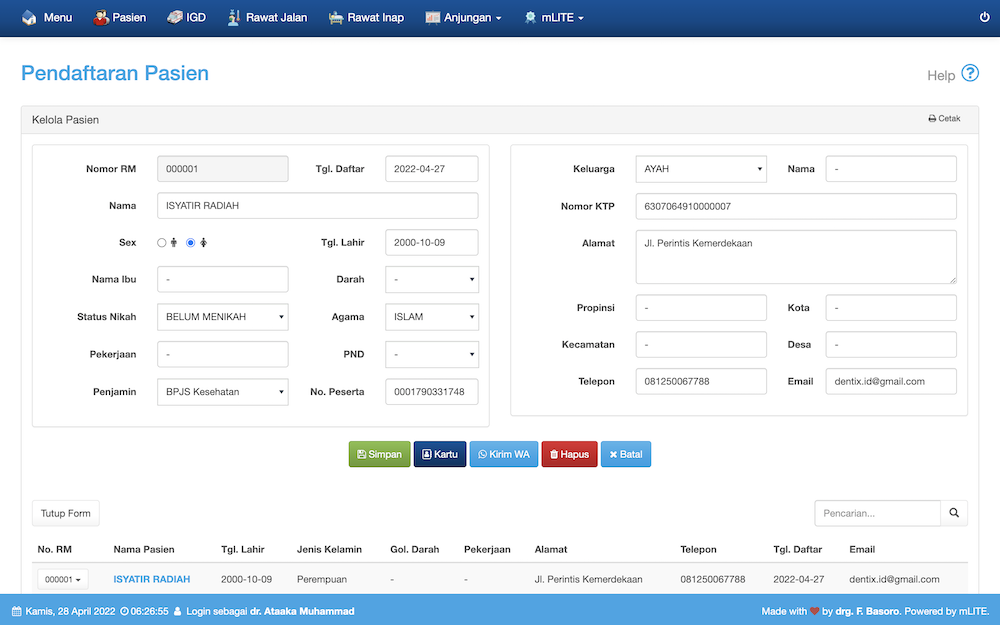 Menu Pasien IGD Rawat Jalan Rawat Inap Anjungan mLITE
Pendaftaran Pasien
Help ?
Kelola Pasien
Cetak
Nomor RM 000001 Tgl. Daftar 2022-04-27
Nama ISYATIR RADIAH
Sex Tgl. Lahir 2000-10-09
Nama Ibu - Darah -
Status Nikah BELUM MENIKAH Agama ISLAM
Pekerjaan - PND -
Penjamin BPJS Kesehatan No. Peserta 0001790331748
Keluarga AYAH Nama -
Nomor KTP 6307064910000007
Alamat Jl. Perintis Kemerdekaan
Propinsi - Kota -
Kecamatan - Desa -
Telepon 081250067788 Email dentix.id@gmail.com
Simpan Kartu Kirim WA Hapus Batal
Tutup Form Pencarian...
No. RM Nama Pasien Tgl. Lahir Jenis Kelamin Gol. Darah Pekerjaan Alamat Telepon Tgl. Daftar Email
000001 ISYATIR RADIAH 2000-10-09 Perempuan - - Jl. Perintis Kemerdekaan 081250067788 2022-04-27 dentix.id@gmail.com
Kamis, 28 April 2022 06:26:55 Login sebagai dr. Ataaka Muhammad
Made with ❤ by drg. F. Basoro. Powered by mLITE.